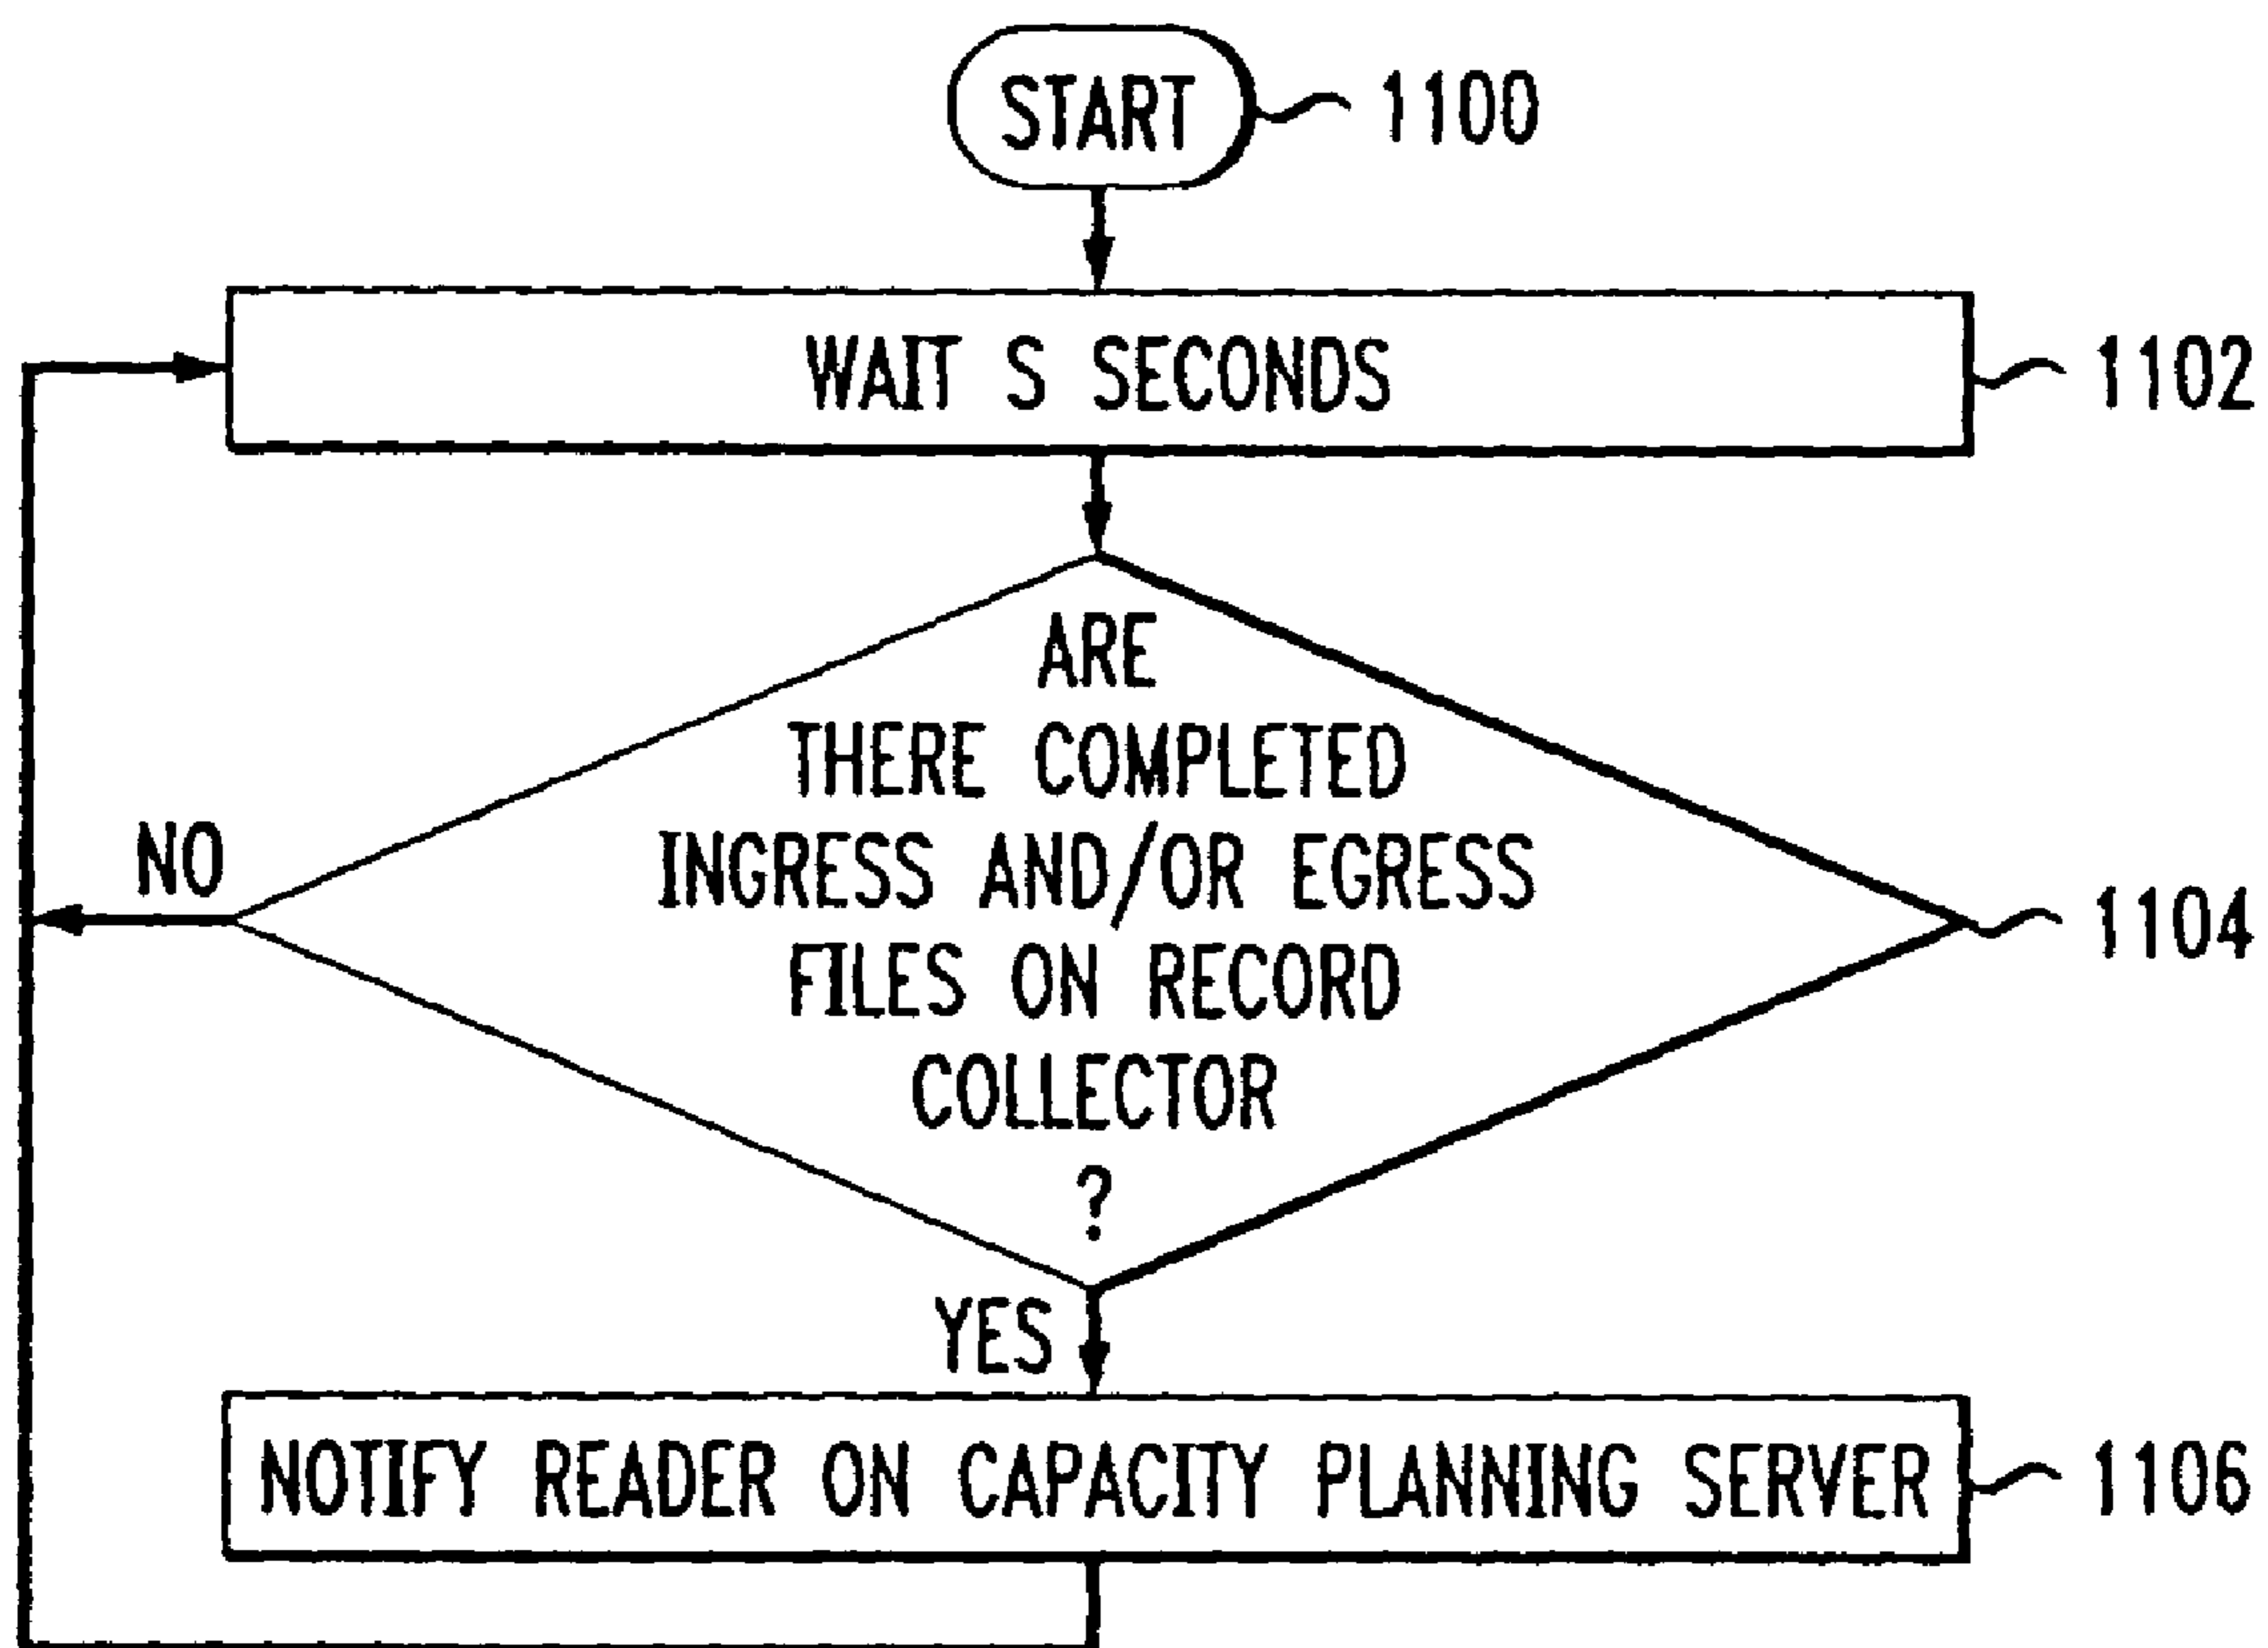 START
1100
WAIT S SECONDS
1102
ARE
THERE COMPLETED
INGRESS AND/OR EGRESS
FILES ON RECORD
COLLECTOR
?
1104
NO
YES
NOTIFY READER ON CAPACITY PLANNING SERVER
1106